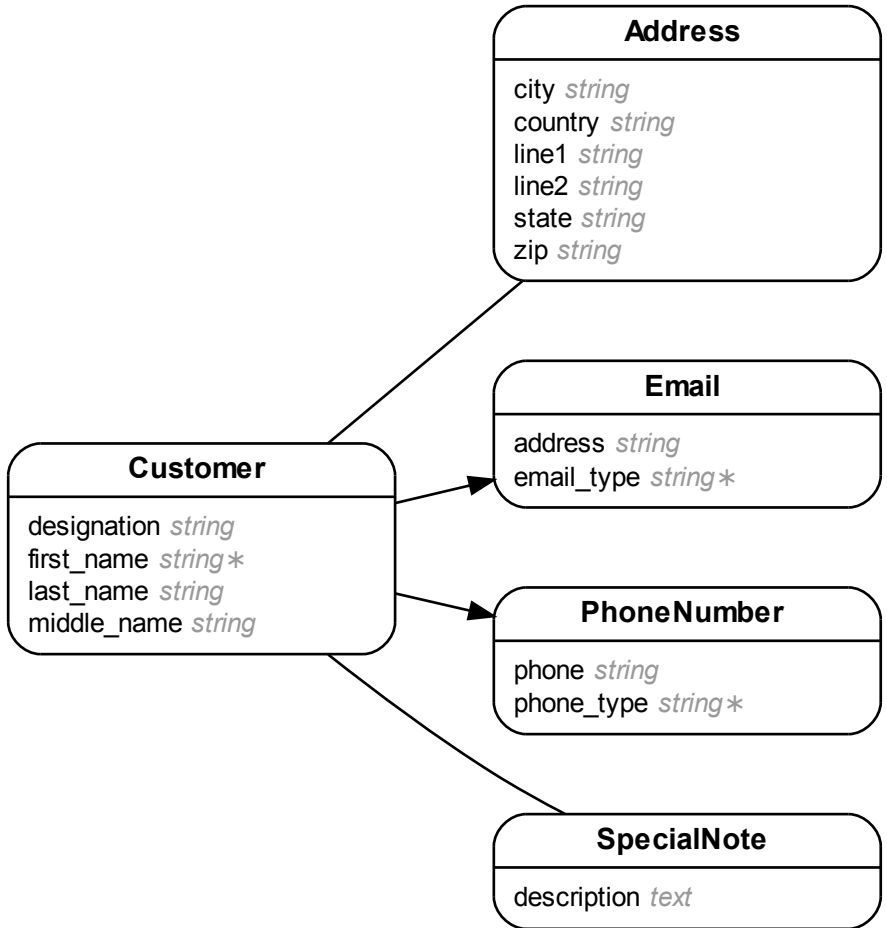 Address
city string
country string
line1 string
line2 string
state string
zip string
Email
address string
email_type string∗
Customer
designation string
first_name string∗
last_name string
middle_name string
PhoneNumber
phone string
phone_type string∗
SpecialNote
description text